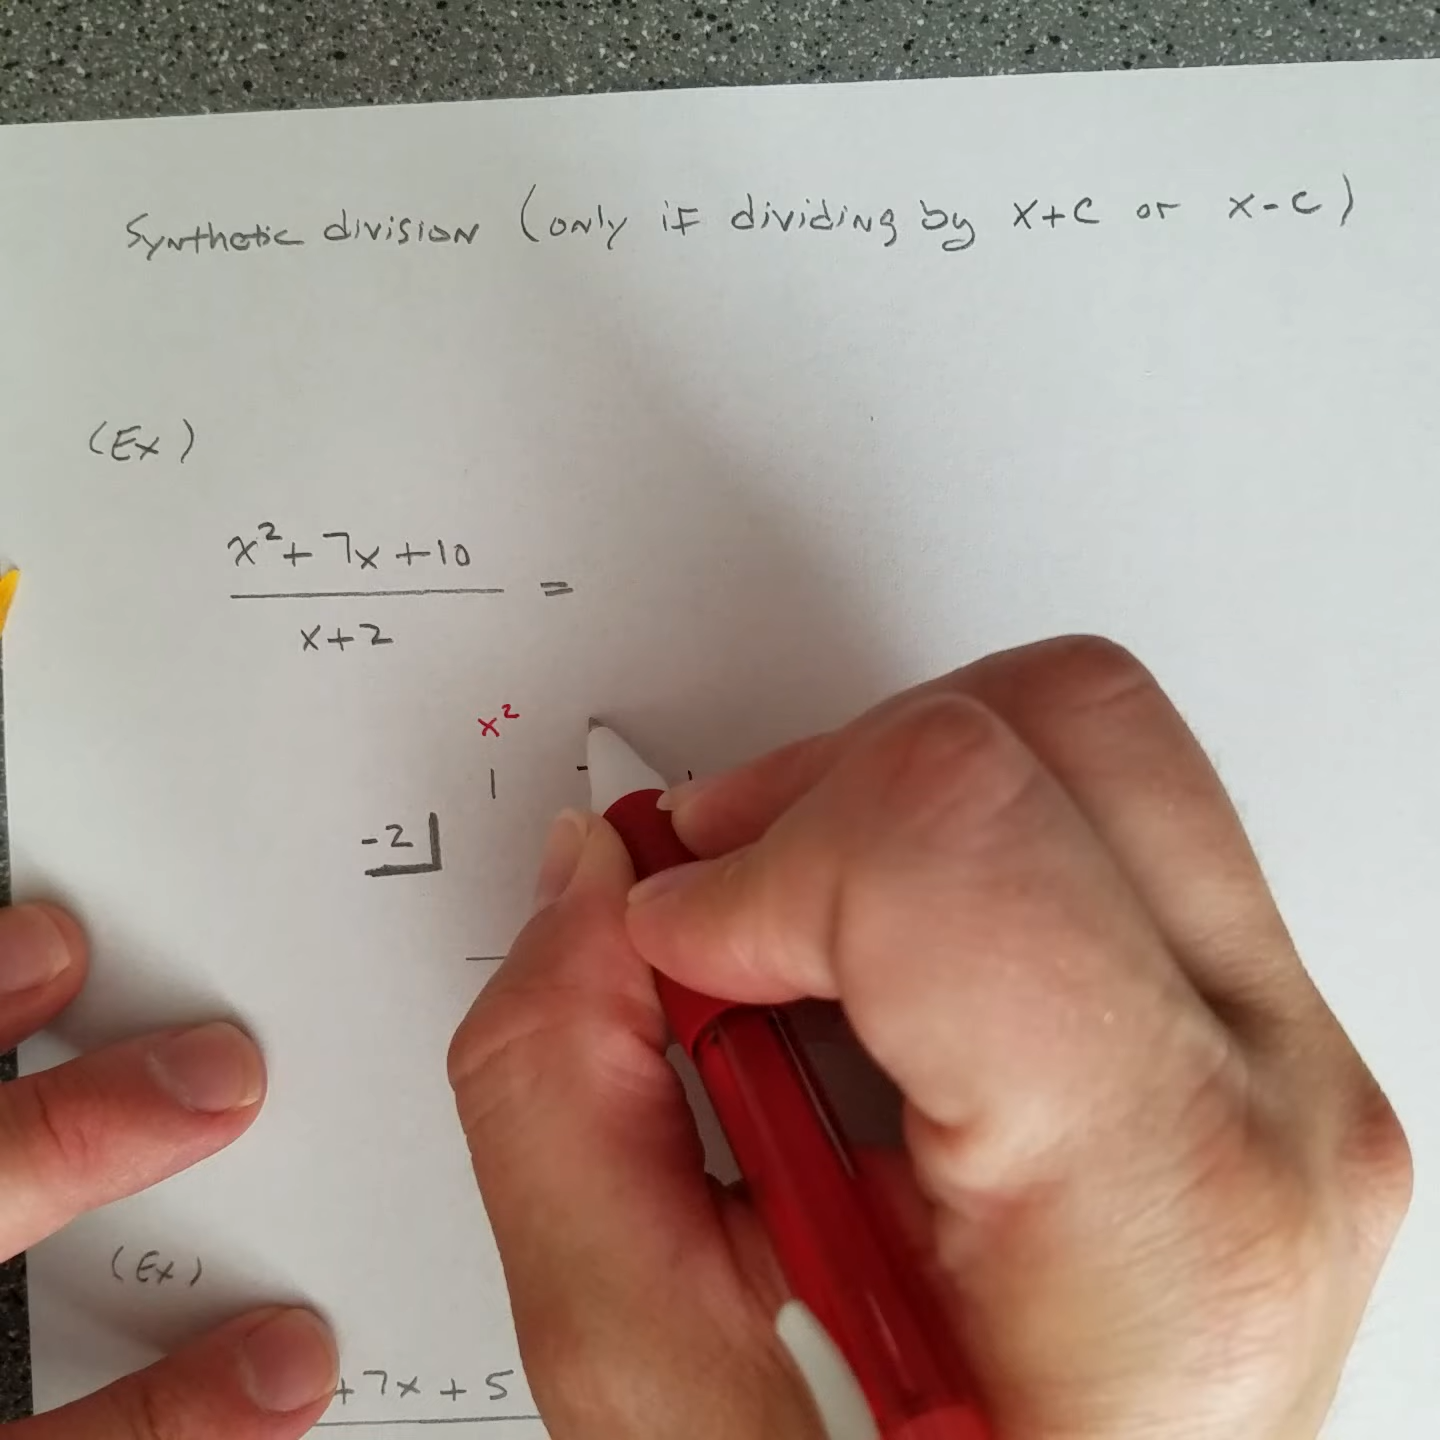 Synthetic division (only if dividing by x+c or x-c)
(Ex)
x²+7x+10
=
x+2
x²
1
-2
(Ex)
+7x+5